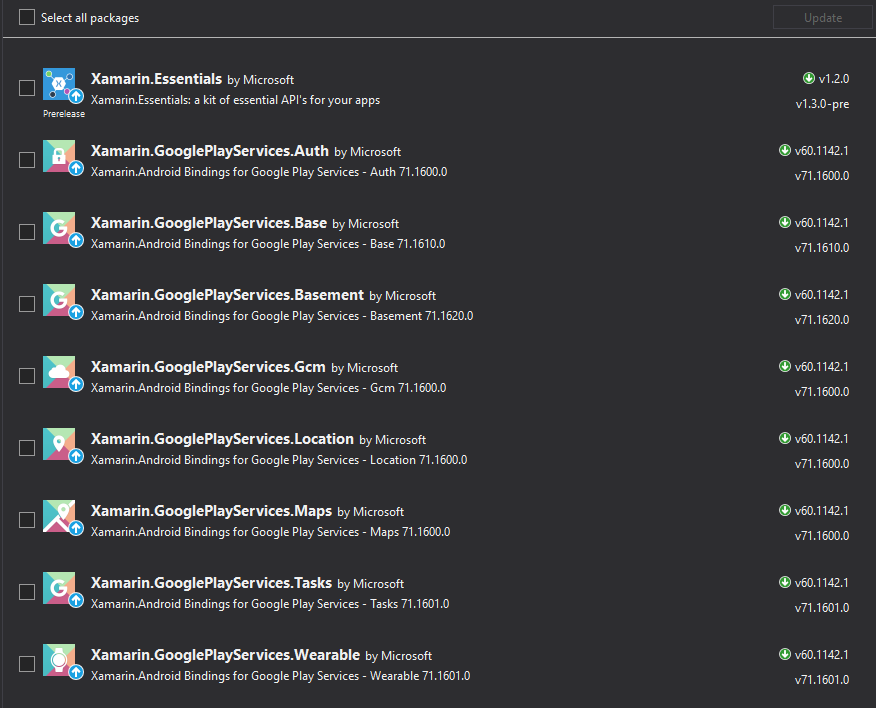 Select all packages
Update
Xamarin.Essentials by Microsoft
v1.2.0
Xamarin.Essentials: a kit of essential API's for your apps
v1.3.0-pre
Prerelease
Xamarin.GooglePlayServices.Auth by Microsoft
v60.1142.1
Xamarin.Android Bindings for Google Play Services - Auth 71.1600.0
v71.1600.0
Xamarin.GooglePlayServices.Base by Microsoft
v60.1142.1
Xamarin.Android Bindings for Google Play Services - Base 71.1610.0
v71.1610.0
Xamarin.GooglePlayServices.Basement by Microsoft
v60.1142.1
Xamarin.Android Bindings for Google Play Services - Basement 71.1620.0
v71.1620.0
Xamarin.GooglePlayServices.Gcm by Microsoft
v60.1142.1
Xamarin.Android Bindings for Google Play Services - Gcm 71.1600.0
v71.1600.0
Xamarin.GooglePlayServices.Location by Microsoft
v60.1142.1
Xamarin.Android Bindings for Google Play Services - Location 71.1600.0
v71.1600.0
Xamarin.GooglePlayServices.Maps by Microsoft
v60.1142.1
Xamarin.Android Bindings for Google Play Services - Maps 71.1600.0
v71.1600.0
Xamarin.GooglePlayServices.Tasks by Microsoft
v60.1142.1
Xamarin.Android Bindings for Google Play Services - Tasks 71.1601.0
v71.1601.0
Xamarin.GooglePlayServices.Wearable by Microsoft
v60.1142.1
Xamarin.Android Bindings for Google Play Services - Wearable 71.1601.0
v71.1601.0